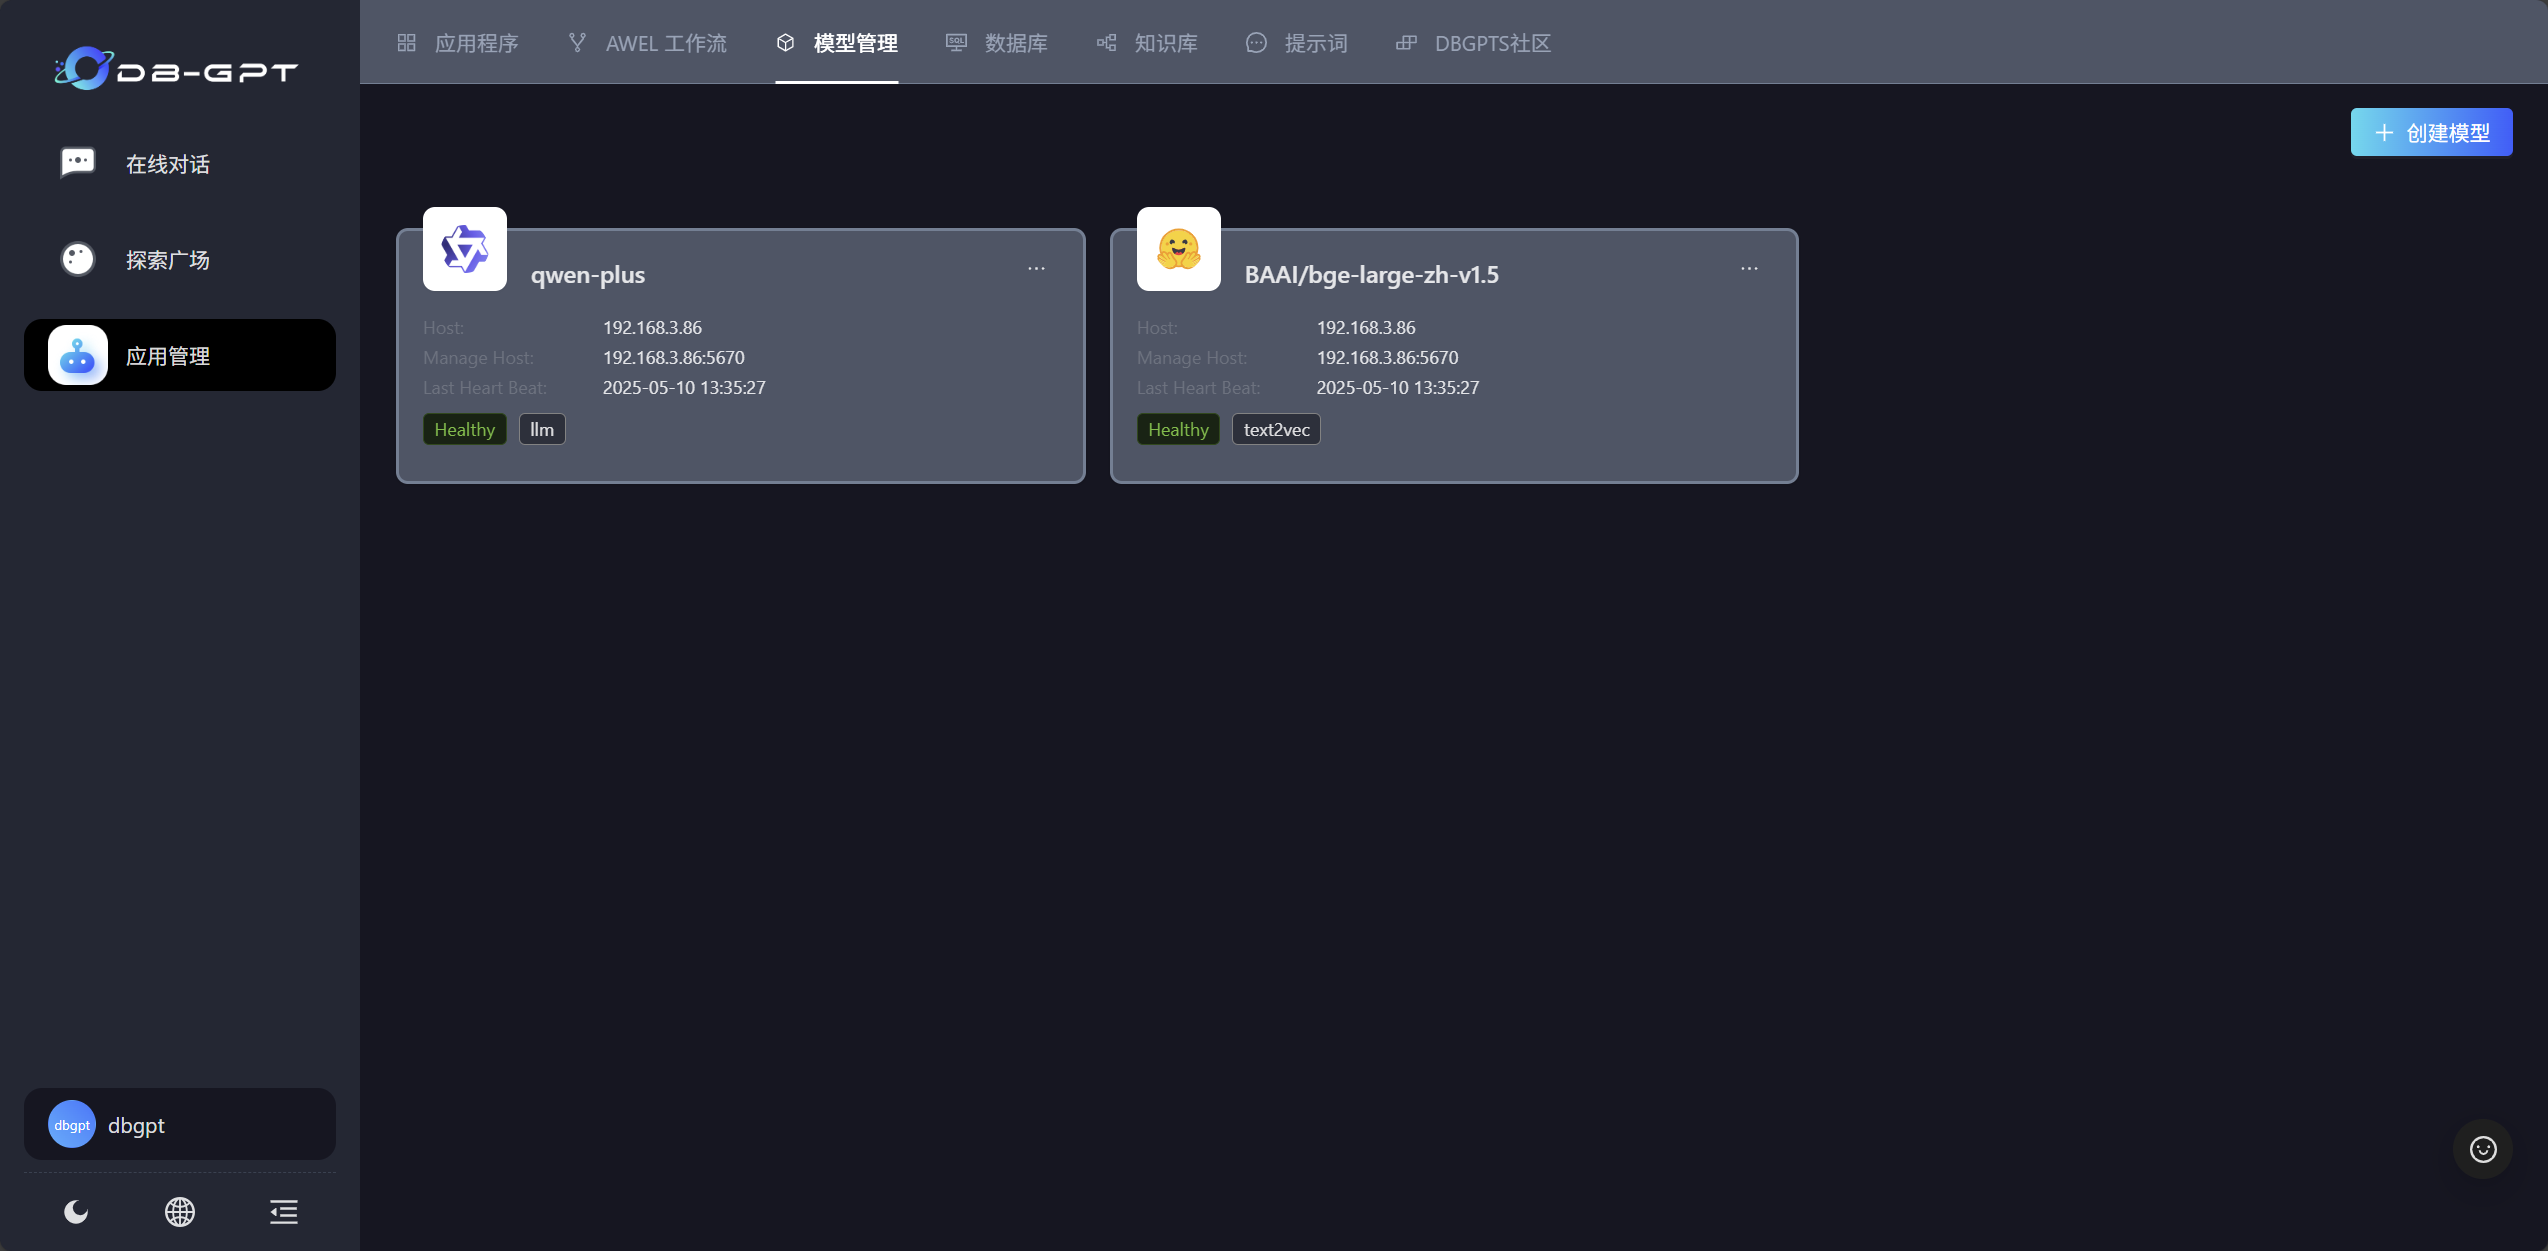 DB-GPT
在线对话
探索广场
应用管理
dbgpt
dbgpt
应用程序
AWEL 工作流
模型管理
SQL
数据库
知识库
提示词
DBGPTS社区
创建模型
qwen-plus
Host: 192.168.3.86
Manage Host: 192.168.3.86:5670
Last Heart Beat: 2025-05-10 13:35:27
Healthy
llm
BAAI/bge-large-zh-v1.5
Host: 192.168.3.86
Manage Host: 192.168.3.86:5670
Last Heart Beat: 2025-05-10 13:35:27
Healthy
text2vec